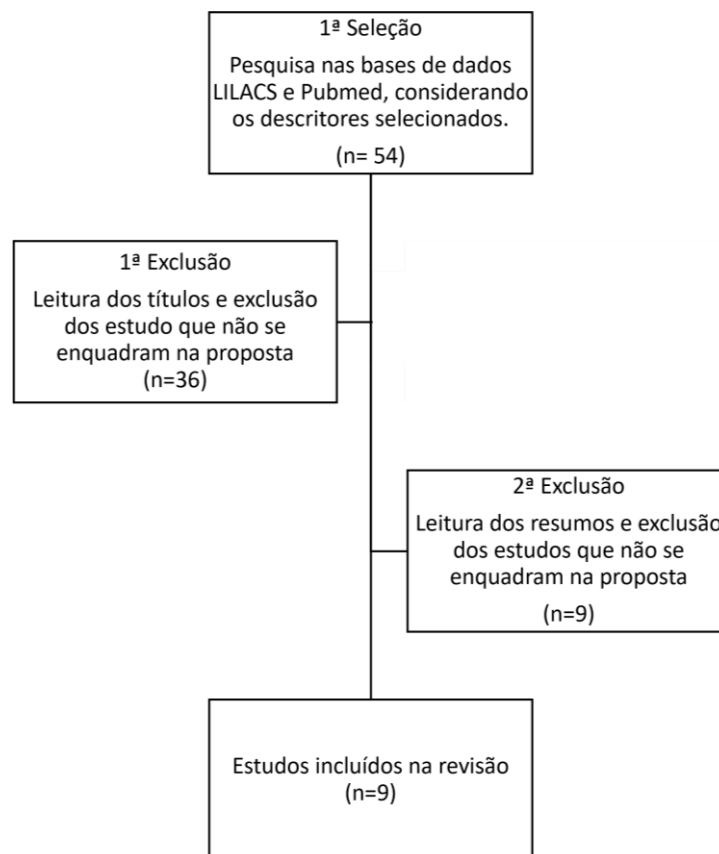 1ª Seleção
Pesquisa nas bases de dados
LILACS e Pubmed, considerando
os descritores selecionados.
(n= 54)
1ª Exclusão
Leitura dos títulos e exclusão
dos estudo que não se
enquadram na proposta
(n=36)
2ª Exclusão
Leitura dos resumos e exclusão
dos estudos que não se
enquadram na proposta
(n=9)
Estudos incluídos na revisão
(n=9)